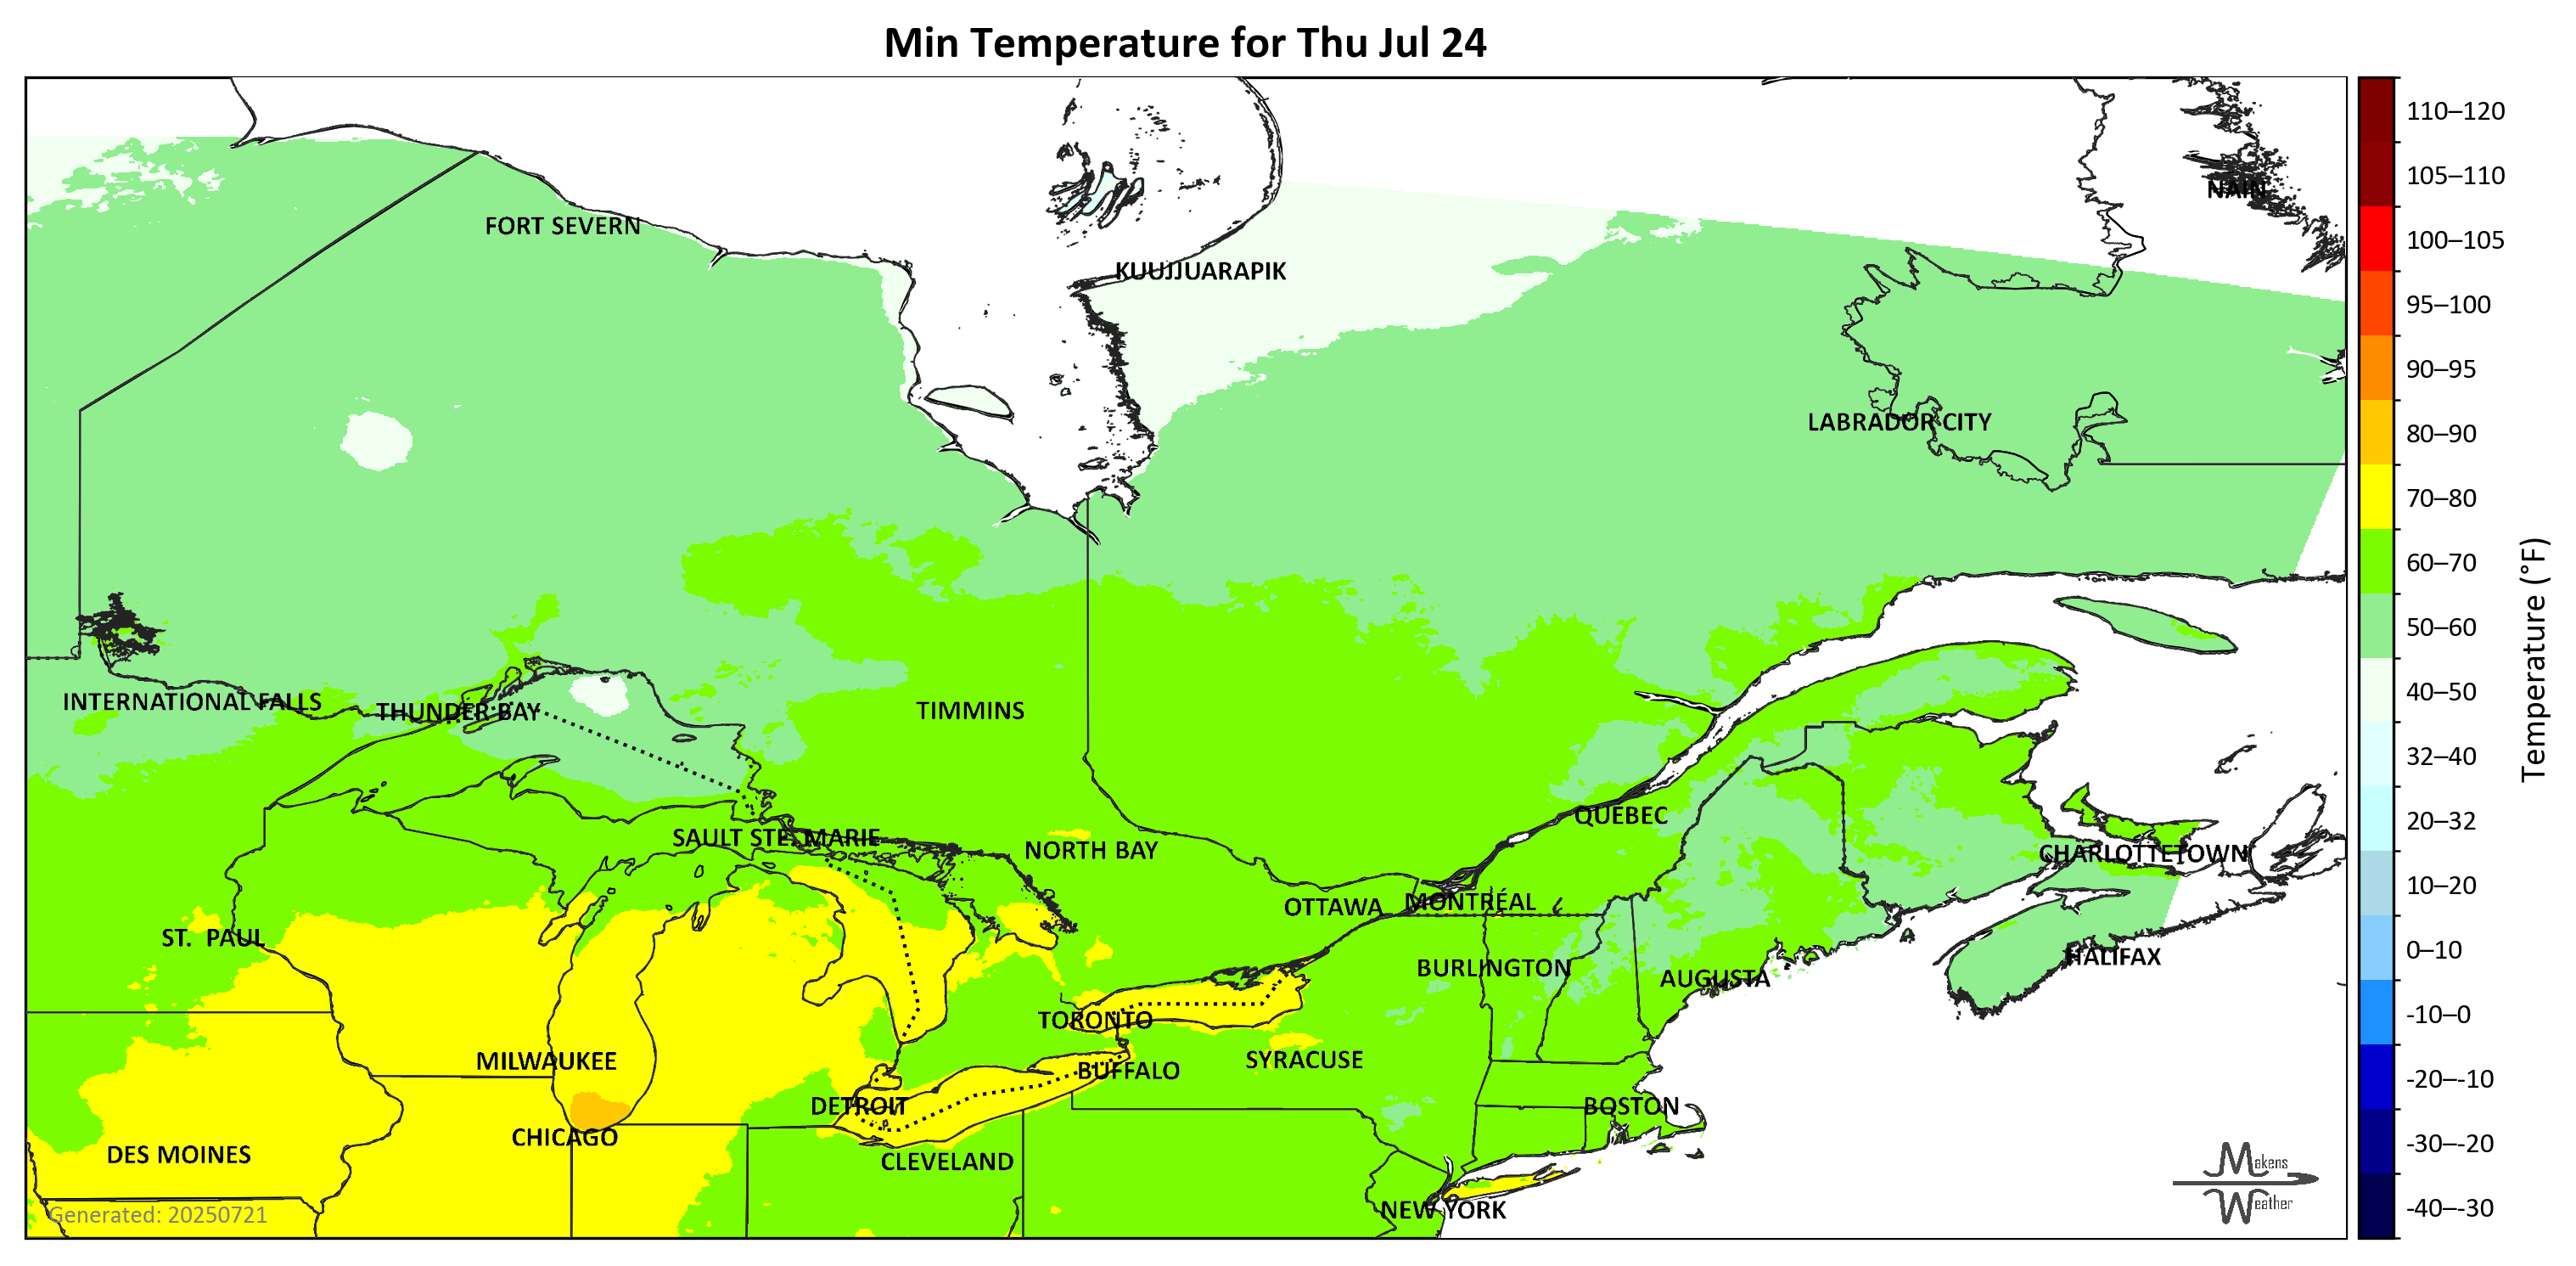 Min Temperature for Thu Jul 24
110–120
105–110
NAIN
FORT SEVERN
100–105
KUUJJUARAPIK
95–100
90–95
LABRADOR CITY
80–90
70–80
60–70
50–60
Temperature (°F)
40–50
INTERNATIONAL FALLS
THUNDER BAY
TIMMINS
32–40
QUÉBEC
20–32
SAULT STE. MARIE
NORTH BAY
CHARLOTTETOWN
10–20
OTTAWA
MONTRÉAL
ST. PAUL
0–10
HALIFAX
BURLINGTON
AUGUSTA
-10–0
TORONTO
MILWAUKEE
SYRACUSE
BUFFALO
-20–-10
DETROIT
BOSTON
CHICAGO
-30–-20
DES MOINES
CLEVELAND
Makens
Weather
NEW YORK
-40–-30
Generated: 20250721